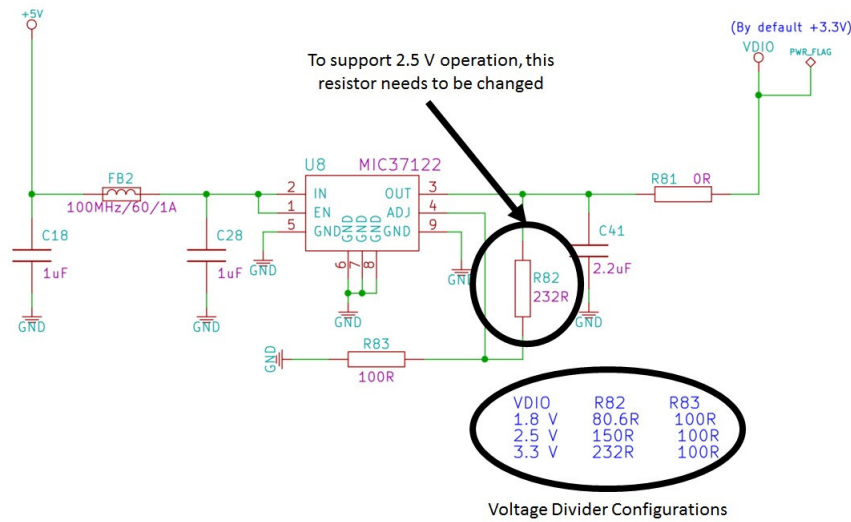 +5V
(By default +3.3V)
VDIO
PWR_FLAG
To support 2.5 V operation, this
resistor needs to be changed
FB2
100MHz/60/1A
U8 MIC37122
2 IN OUT 3
1 EN ADJ 4
5 GND GND 9
GND GND GND
6 7 8
R81 0R
C18
1uF
C28
1uF
C41
2.2uF
R82
232R
GND
GND
GND
GND
GND
GND
GND
R83
100R
VDIO R82 R83
1.8 V 80.6R 100R
2.5 V 150R 100R
3.3 V 232R 100R
Voltage Divider Configurations